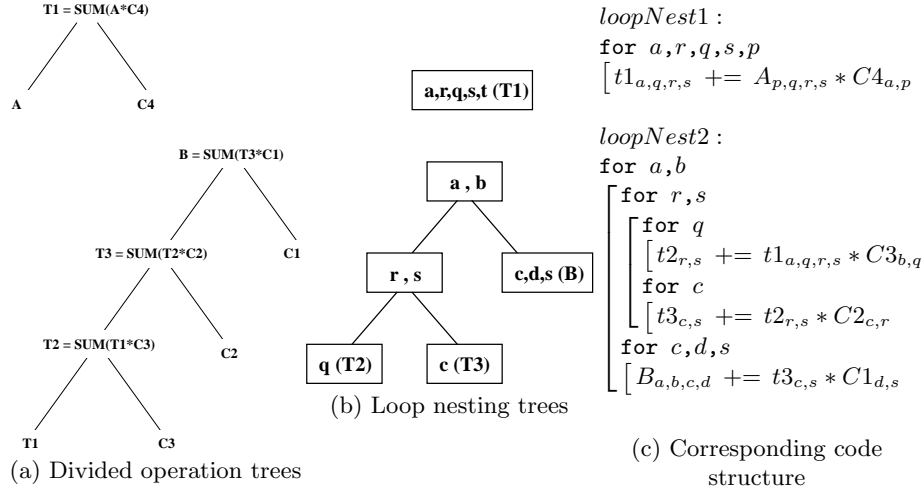 T1 = SUM(A*C4)
A
C4
B = SUM(T3*C1)
T3 = SUM(T2*C2)
C1
T2 = SUM(T1*C3)
C2
T1
C3
(a) Divided operation trees
a,r,q,s,t (T1)
a , b
r , s
c,d,s (B)
q (T2)
c (T3)
(b) Loop nesting trees
loopNest1 :
for a,r,q,s,p
[ t1a,q,r,s += Ap,q,r,s * C4a,p
loopNest2 :
for a,b
for r,s
for q
[ t2r,s += t1a,q,r,s * C3b,q
for c
[ t3c,s += t2r,s * C2c,r
for c,d,s
[ Ba,b,c,d += t3c,s * C1d,s
(c) Corresponding code
structure